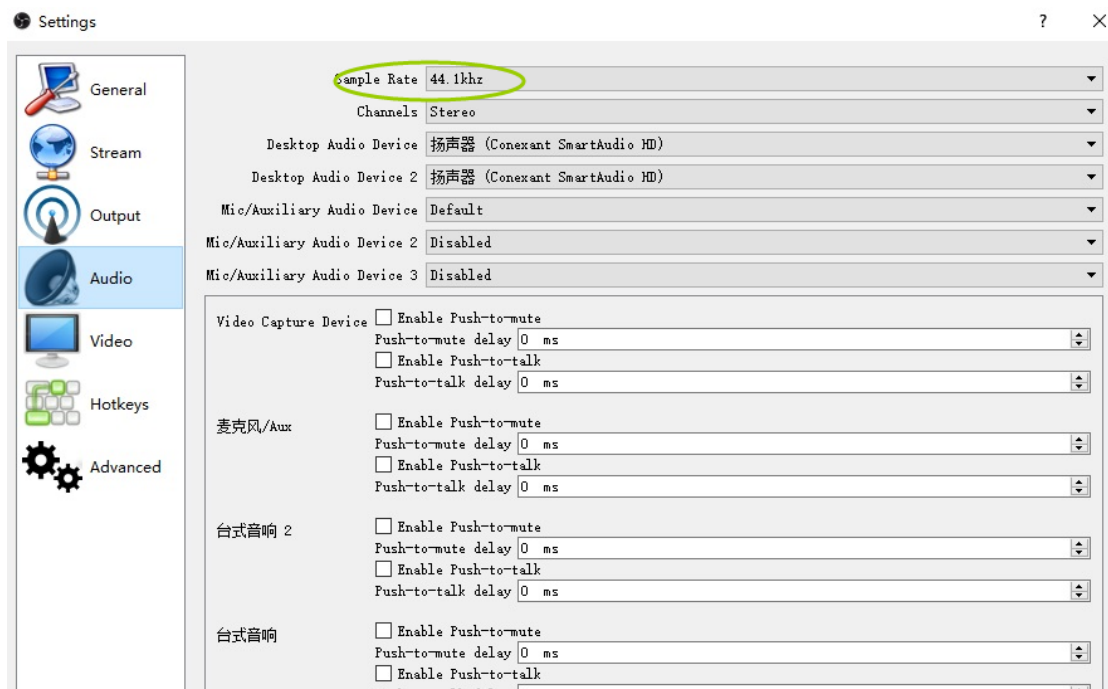 Settings
?
General
Stream
Output
Audio
Video
Hotkeys
Advanced
Sample Rate 44.1khz
Channels Stereo
Desktop Audio Device 扬声器 (Conexant SmartAudio HD)
Desktop Audio Device 2 扬声器 (Conexant SmartAudio HD)
Mic/Auxiliary Audio Device Default
Mic/Auxiliary Audio Device 2 Disabled
Mic/Auxiliary Audio Device 3 Disabled
Video Capture Device Enable Push-to-mute
Push-to-mute delay 0 ms
Enable Push-to-talk
Push-to-talk delay 0 ms
麦克风/Aux Enable Push-to-mute
Push-to-mute delay 0 ms
Enable Push-to-talk
Push-to-talk delay 0 ms
台式音响 2 Enable Push-to-mute
Push-to-mute delay 0 ms
Enable Push-to-talk
Push-to-talk delay 0 ms
台式音响 Enable Push-to-mute
Push-to-mute delay 0 ms
Enable Push-to-talk